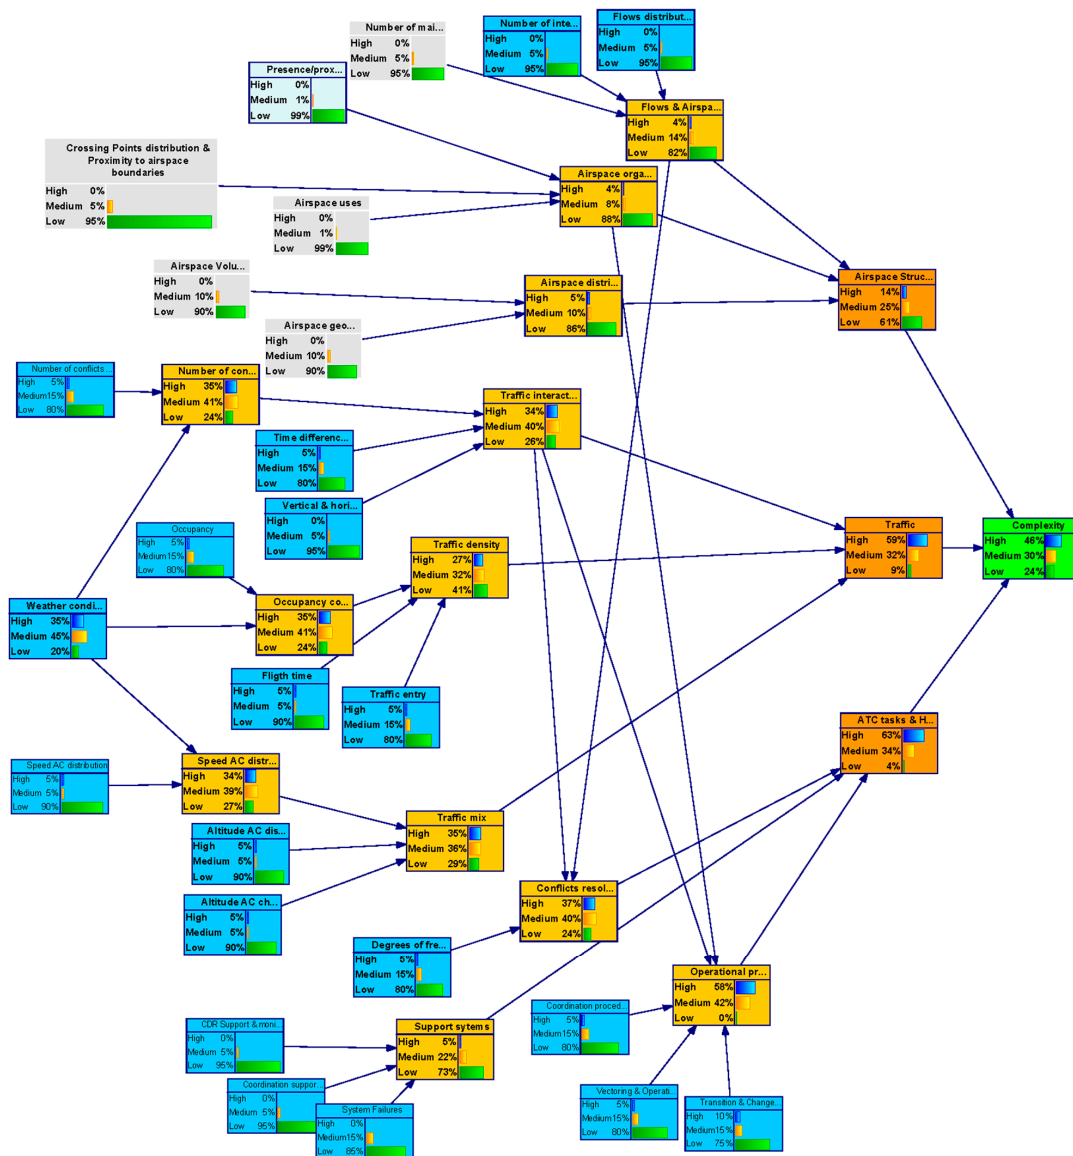 Number of mai...
High 0%
Medium 5%
Low 95%
Number of inte...
High 0%
Medium 5%
Low 95%
Flows distribut...
High 0%
Medium 5%
Low 95%
Presence/prox...
High 0%
Medium 1%
Low 99%
Flows & Airspa...
High 4%
Medium 14%
Low 82%
Crossing Points distribution &
Proximity to airspace
boundaries
High 0%
Medium 5%
Low 95%
Airspace orga...
High 4%
Medium 8%
Low 88%
Airspace uses
High 0%
Medium 1%
Low 99%
Airspace Volu...
High 0%
Medium 10%
Low 90%
Airspace distri...
High 5%
Medium 10%
Low 86%
Airspace Struc...
High 14%
Medium 25%
Low 61%
Airspace geo...
High 0%
Medium 10%
Low 90%
Number of conflicts ...
High 5%
Medium 15%
Low 80%
Number of con...
High 35%
Medium 41%
Low 24%
Traffic interact...
High 34%
Medium 40%
Low 26%
Time differenc...
High 5%
Medium 15%
Low 80%
Vertical & hori...
High 0%
Medium 5%
Low 95%
Occupancy
High 5%
Medium 15%
Low 80%
Traffic density
High 27%
Medium 32%
Low 41%
Traffic
High 59%
Medium 32%
Low 9%
Complexity
High 46%
Medium 30%
Low 24%
Weather condi...
High 35%
Medium 45%
Low 20%
Occupancy co...
High 35%
Medium 41%
Low 24%
Fligth time
High 5%
Medium 5%
Low 90%
Traffic entry
High 5%
Medium 15%
Low 80%
ATC tasks & H...
High 63%
Medium 34%
Low 4%
Speed AC distribution
High 5%
Medium 5%
Low 90%
Speed AC distr...
High 34%
Medium 39%
Low 27%
Altitude AC dis...
High 5%
Medium 5%
Low 90%
Traffic mix
High 35%
Medium 36%
Low 29%
Altitude AC ch...
High 5%
Medium 5%
Low 90%
Conflicts resol...
High 37%
Medium 40%
Low 24%
Degrees of fre...
High 5%
Medium 15%
Low 80%
Operational pr...
High 58%
Medium 42%
Low 0%
Coordination proced...
High 5%
Medium 15%
Low 80%
CDR Support & moni...
High 0%
Medium 5%
Low 95%
Support sytems
High 5%
Medium 22%
Low 73%
Coordination suppor...
High 0%
Medium 5%
Low 95%
System Failures
High 0%
Medium 15%
Low 85%
Vectoring & Operati...
High 5%
Medium 15%
Low 80%
Transition & Change...
High 10%
Medium 15%
Low 75%